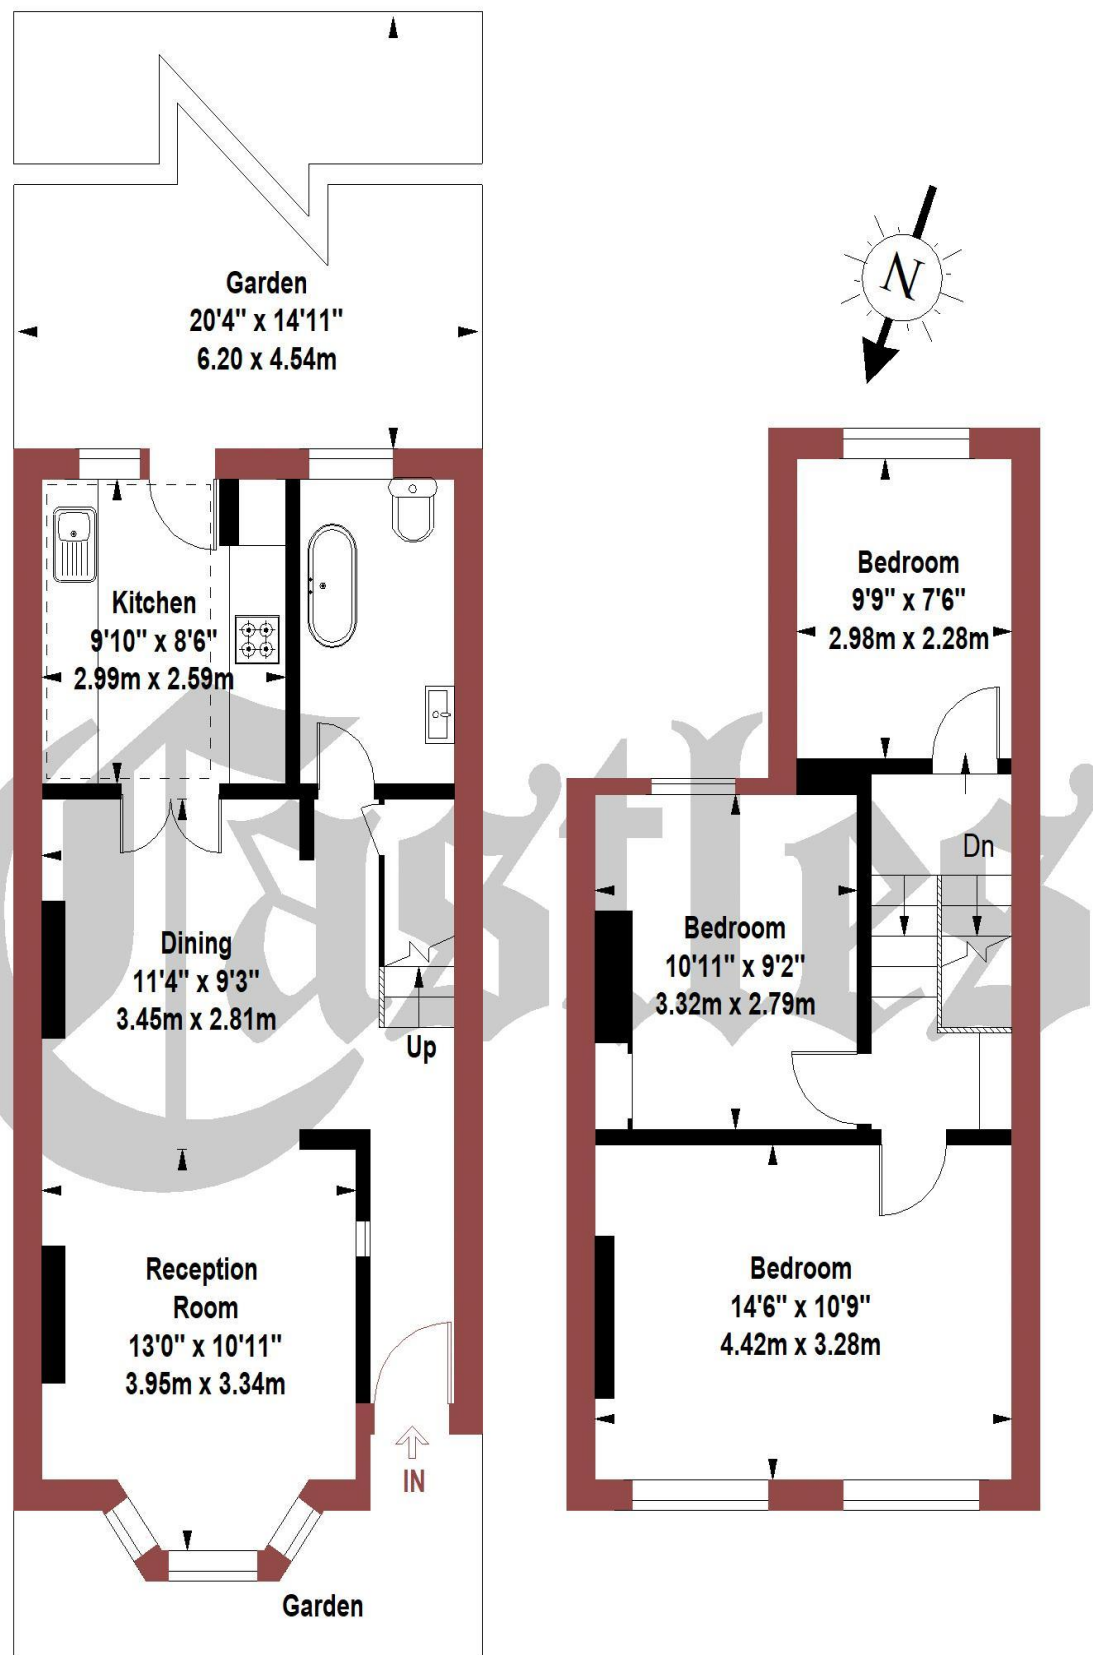 Garden
20'4" x 14'11"
6.20 x 4.54m
N
Kitchen
9'10" x 8'6"
2.99m x 2.59m
Dining
11'4" x 9'3"
3.45m x 2.81m
Up
Reception
Room
13'0" x 10'11"
3.95m x 3.34m
IN
Garden
Bedroom
9'9" x 7'6"
2.98m x 2.28m
Dn
Bedroom
10'11" x 9'2"
3.32m x 2.79m
Bedroom
14'6" x 10'9"
4.42m x 3.28m
Castles